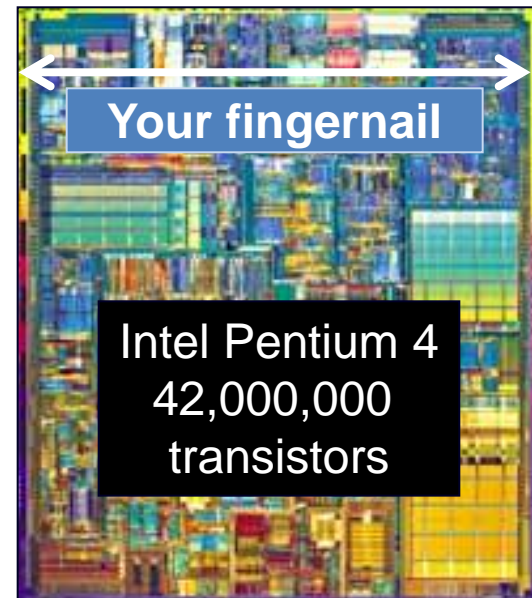 Your fingernail
Intel Pentium 4
42,000,000
transistors